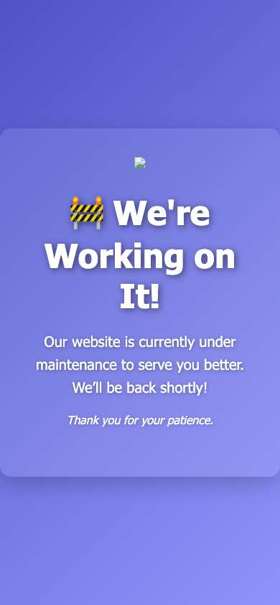 🚧 We're
Working on
It!
Our website is currently under
maintenance to serve you better.
We’ll be back shortly!
Thank you for your patience.